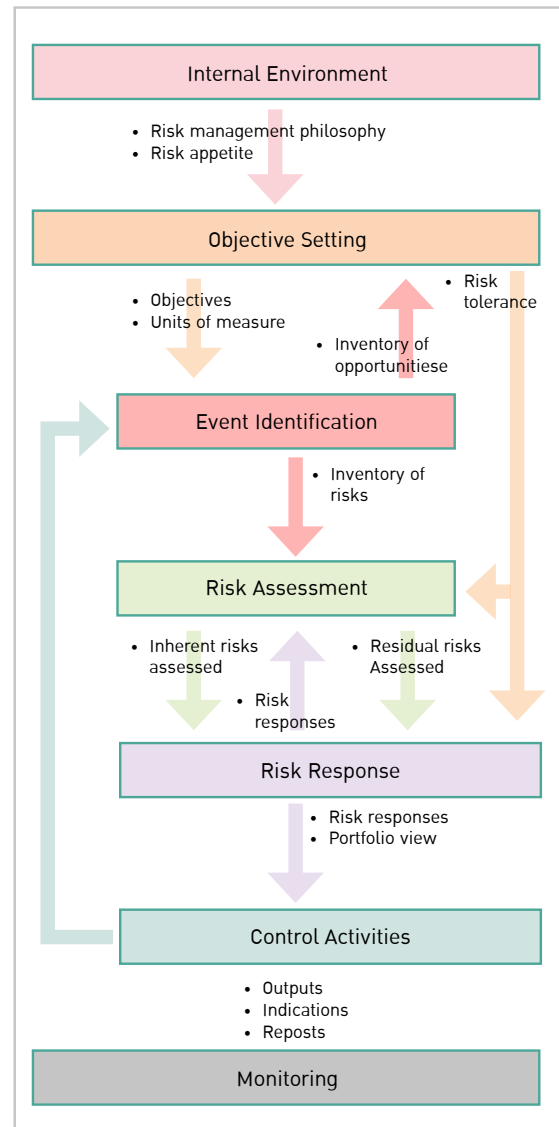 Internal Environment
• Risk management philosophy
• Risk appetite
Objective Setting
• Objectives
• Units of measure
• Risk
tolerance
• Inventory of
opportunitiese
Event Identification
• Inventory of
risks
Risk Assessment
• Inherent risks
assessed
• Risk
responses
• Residual risks
Assessed
Risk Response
• Risk responses
• Portfolio view
Control Activities
• Outputs
• Indications
• Reposts
Monitoring